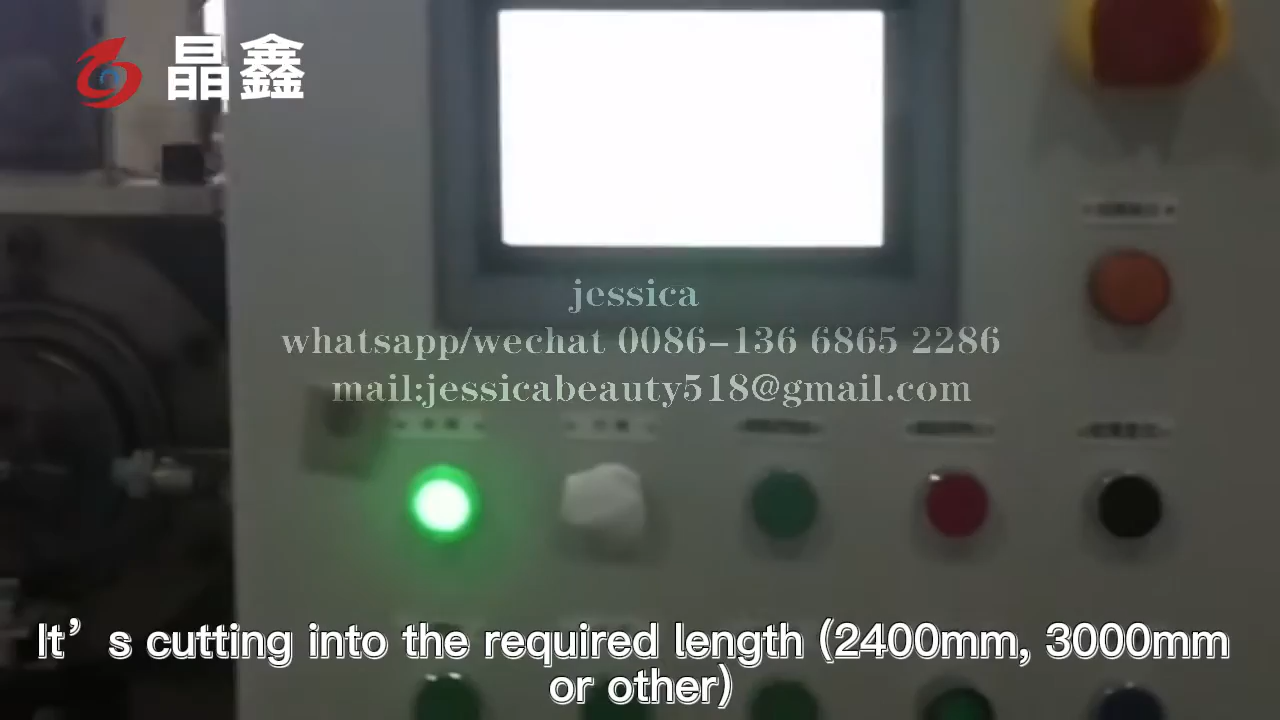 晶鑫
jessica
whatsapp/wechat 0086-136 6865 2286
mail:jessicabeauty518@gmail.com
It’s cutting into the required length (2400mm, 3000mm
or other)